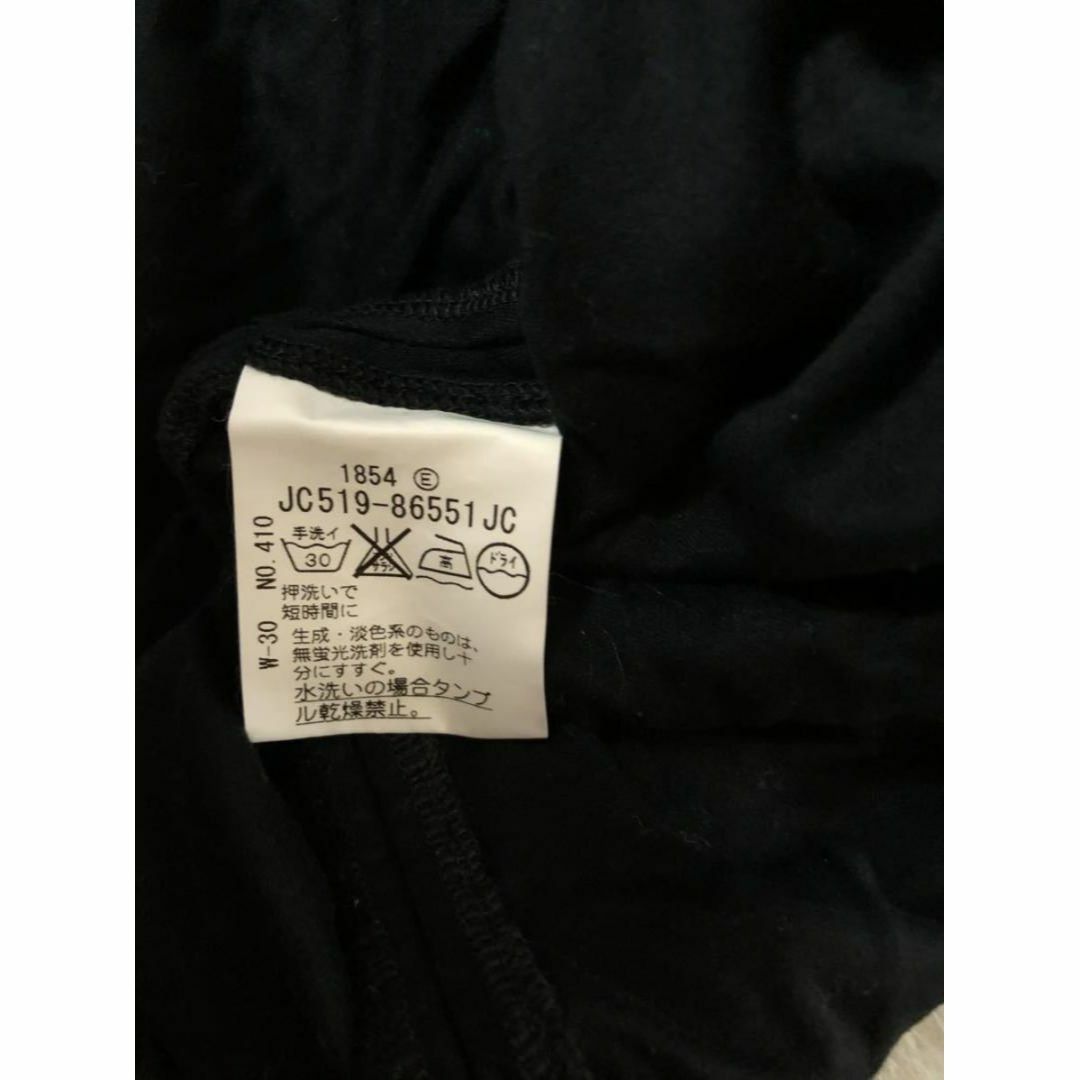 1854 Ⓔ
JC519-86551JC
手洗イ
30
高
ドライ
押洗いで
短時間に
生成・淡色系のものは、
無蛍光洗剤を使用し十
分にすすぐ。
水洗いの場合タンブ
ル乾燥禁止。
W-30 NO.410